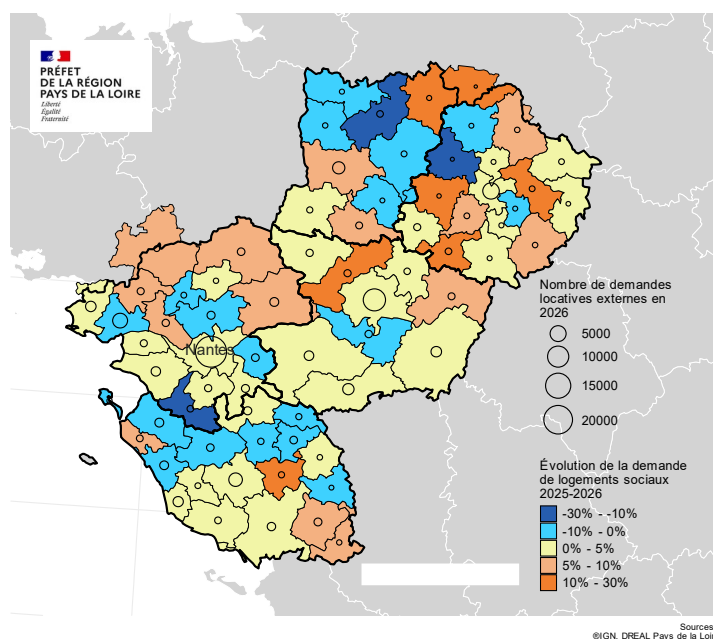 PRÉFET
DE LA RÉGION
PAYS DE LA LOIRE
Liberté
Égalité
Fraternité
Nantes
Nombre de demandes
locatives externes en
2026
5000
10000
15000
20000
Évolution de la demande
de logements sociaux
2025-2026
-30% - -10%
-10% - 0%
0% - 5%
5% - 10%
10% - 30%
Sources
©IGN, DREAL Pays de la Loi